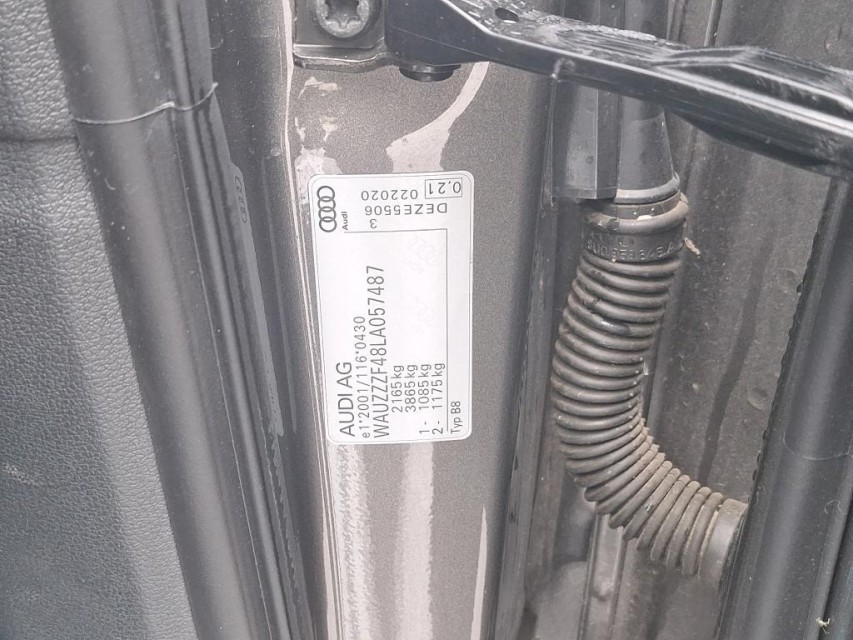 AUDI AG
e1*2001/116*0430
WAUZZZF48LA057487
2165 kg
3865 kg
1- 1085 kg
2- 1175 kg
Typ B8
Audi
3
DEZE5506
022020
0.21